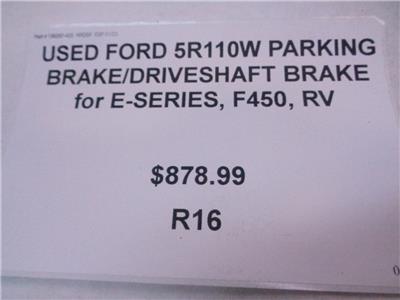 USED FORD 5R110W PARKING
BRAKE/DRIVESHAFT BRAKE
for E-SERIES, F450, RV
$878.99
R16